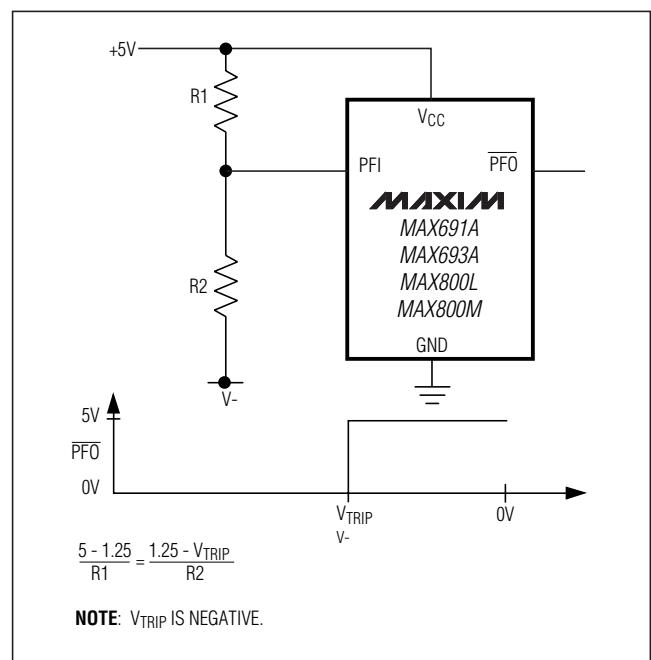 +5V
R1
VCC
PFI
PFO
MAXIM
MAX691A
MAX693A
MAX800L
MAX800M
R2
GND
V-
5V
PFO
0V
VTRIP
0V
V-
5 - 1.25 = 1.25 - VTRIP
R1 R2
NOTE: VTRIP IS NEGATIVE.